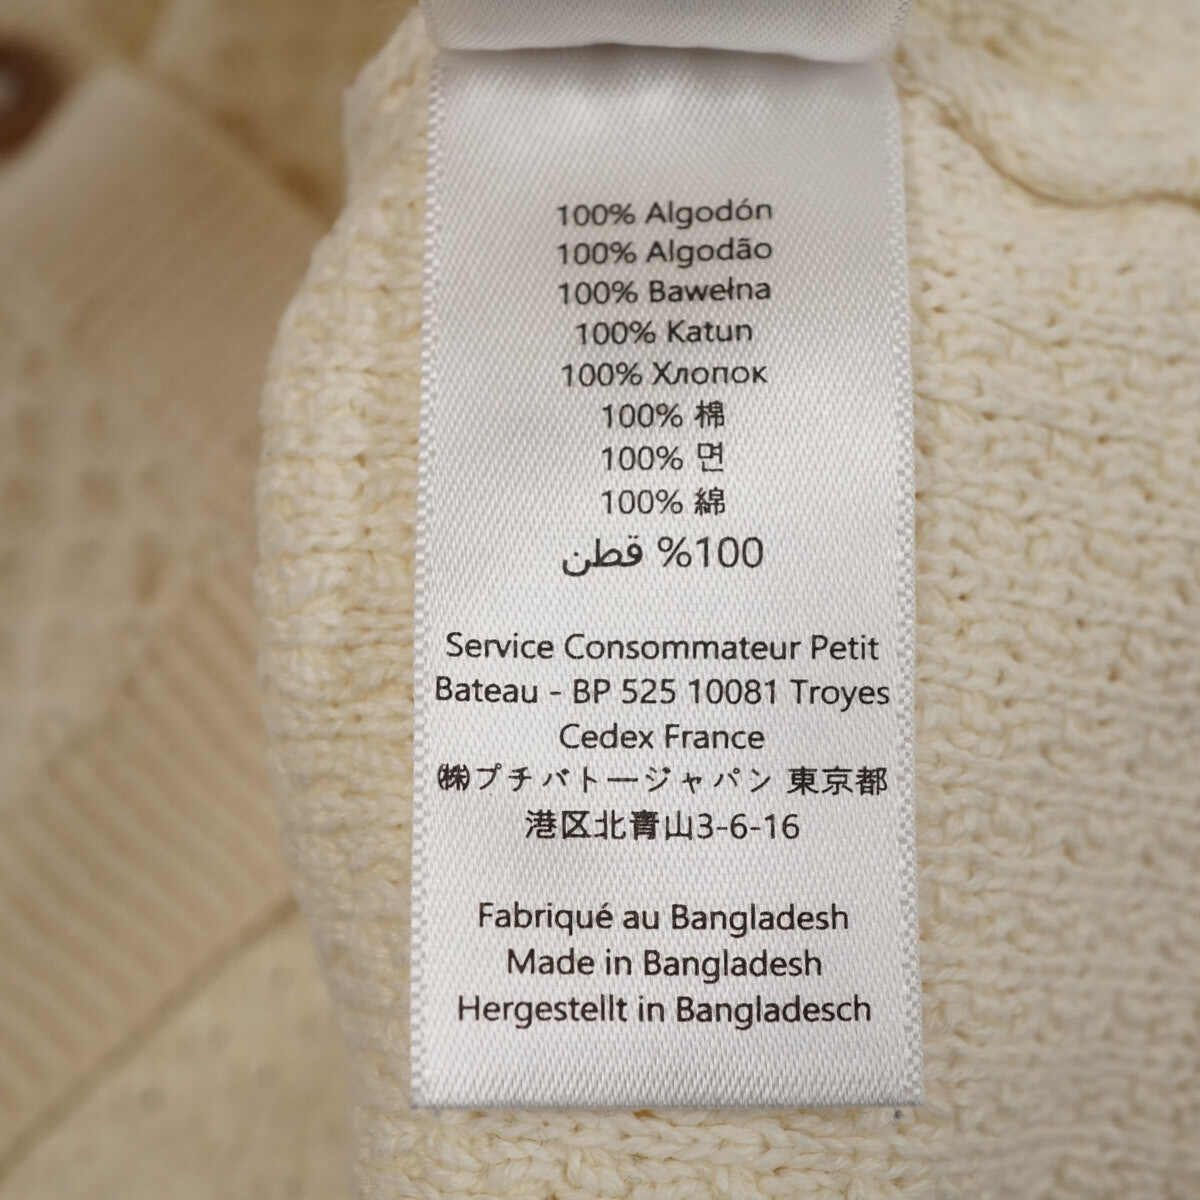 100% Algodón
100% Algodão
100% Bawełna
100% Katun
100% Хлопок
100% 棉
100% 면
100% 綿
100% قطن
Service Consommateur Petit
Bateau - BP 525 10081 Troyes
Cedex France
㈱プチバトージャパン 東京都
港区北青山3-6-16
Fabriqué au Bangladesh
Made in Bangladesh
Hergestellt in Bangladesch